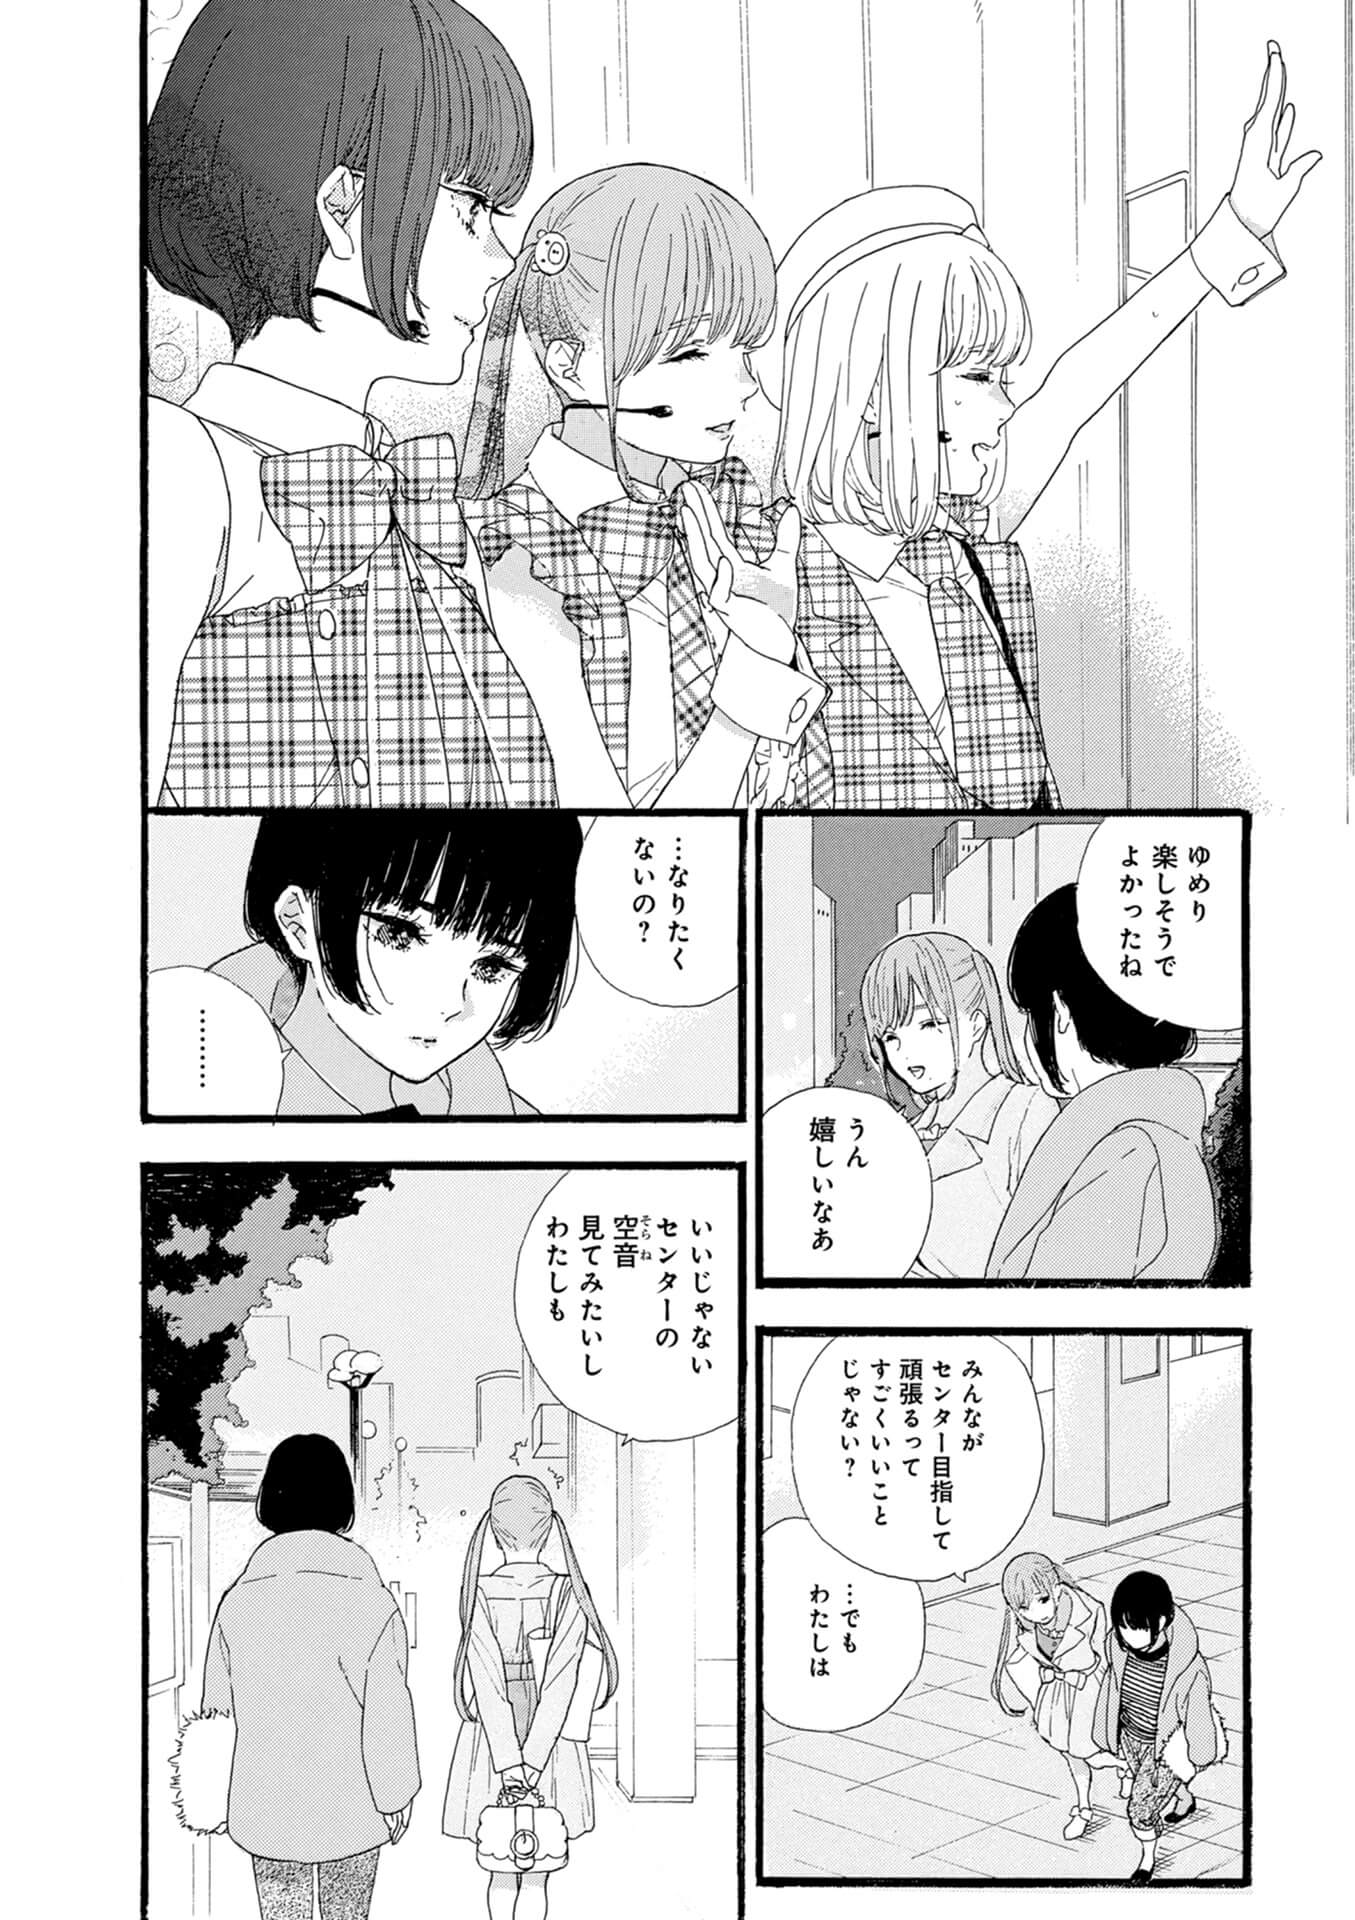 ゆめり
楽しそうで
よかったね
うん
嬉しいなあ
みんなが
センター目指して
頑張るって
すごくいいこと
じゃない？
…でも
わたしは
…なりたく
ないの？
………
いいじゃない
センターの
空音
そらね
見てみたいし
わたしも